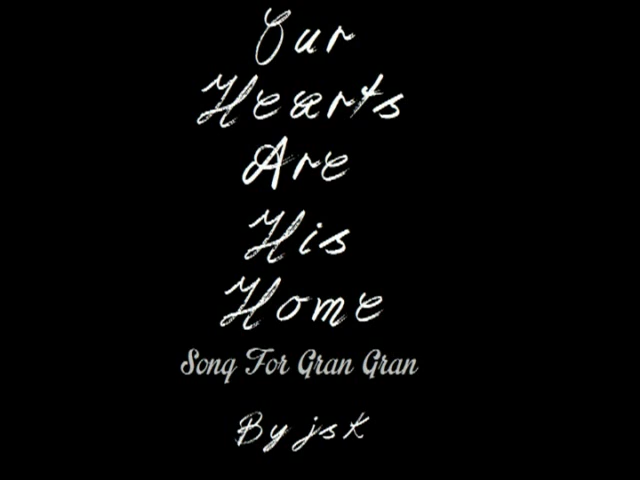 Our
Hearts
Are
His
Home
Song For Gran Gran
By jsk